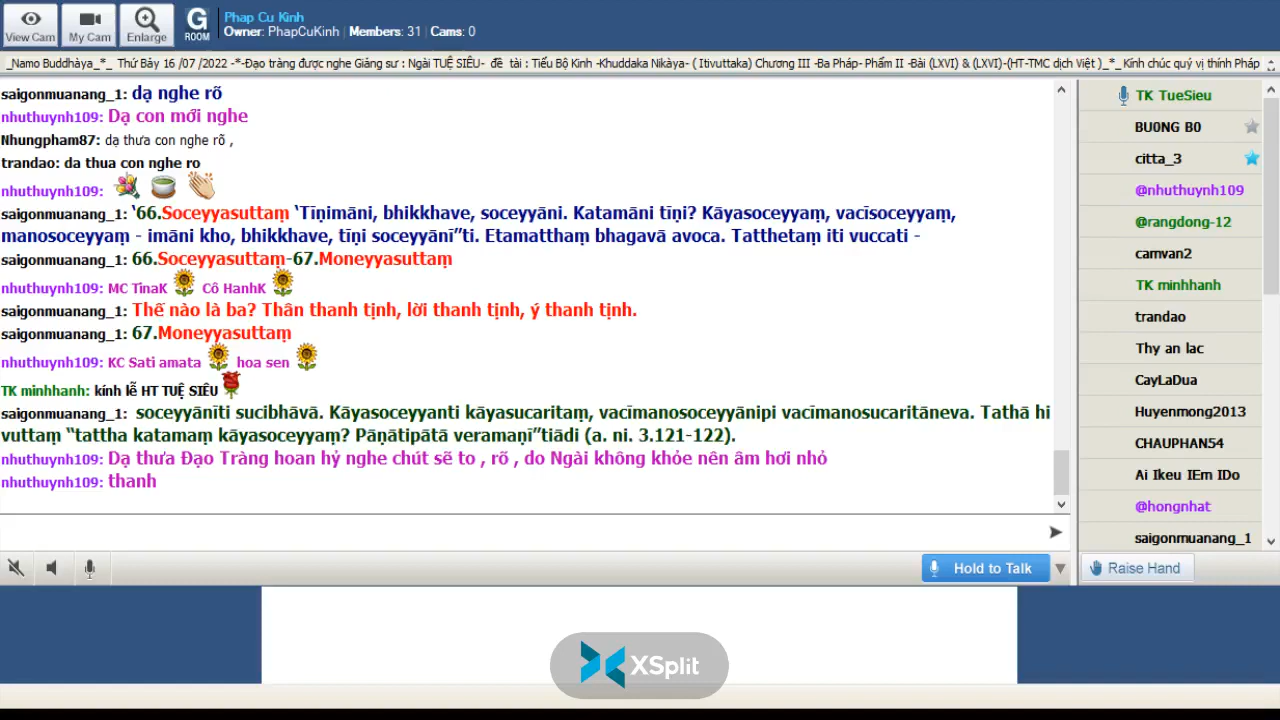 View Cam
My Cam
Enlarge
G
ROOM
Phap Cu Kinh
Owner: PhapCuKinh | Members: 31 | Cams: 0
_Namo Buddhàya_*_ Thứ Bảy 16 /07 /2022 -*-Đạo tràng được nghe Giảng sư : Ngài TUỆ SIÊU- đề tài : Tiểu Bộ Kinh -Khuddaka Nikàya- ( Itivuttaka) Chương III -Ba Pháp- Phẩm II -Bài (LXVI) & (LXVI)-(HT-TMC dịch Việt )_*_ Kính chúc quý vị thính Pháp
saigonmuanang_1: dạ nghe rõ
nhuthuynh109: Dạ con mới nghe
Nhungpham87: dạ thưa con nghe rõ ,
trandao: da thua con nghe ro
nhuthuynh109:
saigonmuanang_1: ‘66.Soceyyasuttaṃ ‘Tīṇimāni, bhikkhave, soceyyāni. Katamāni tīṇi? Kāyasoceyyaṃ, vacīsoceyyaṃ,
manosoceyyaṃ - imāni kho, bhikkhave, tīṇi soceyyānī”ti. Etamatthaṃ bhagavā avoca. Tatthetaṃ iti vuccati -
saigonmuanang_1: 66.Soceyyasuttaṃ-67.Moneyyasuttaṃ
nhuthuynh109: MC TinaK Cô HanhK
saigonmuanang_1: Thế nào là ba? Thân thanh tịnh, lời thanh tịnh, ý thanh tịnh.
saigonmuanang_1: 67.Moneyyasuttaṃ
nhuthuynh109: KC Sati amata hoa sen
TK minhhanh: kính lễ HT TUỆ SIÊU
saigonmuanang_1: soceyyānīti sucibhāvā. Kāyasoceyyanti kāyasucaritaṃ, vacīmanosoceyyānipi vacīmanosucaritāneva. Tathā hi
vuttaṃ “tattha katamaṃ kāyasoceyyaṃ? Pāṇātipātā veramaṇī”tiādi (a. ni. 3.121-122).
nhuthuynh109: Dạ thưa Đạo Tràng hoan hỷ nghe chút sẽ to , rõ , do Ngài không khỏe nên âm hơi nhỏ
nhuthuynh109: thanh
TK TueSieu
BU0NG B0
citta_3
@nhuthuynh109
@rangdong-12
camvan2
TK minhhanh
trandao
Thy an lac
CayLaDua
Huyenmong2013
CHAUPHAN54
Ai Ikeu IEm IDo
@hongnhat
saigonmuanang_1
Hold to Talk
Raise Hand
XSplit